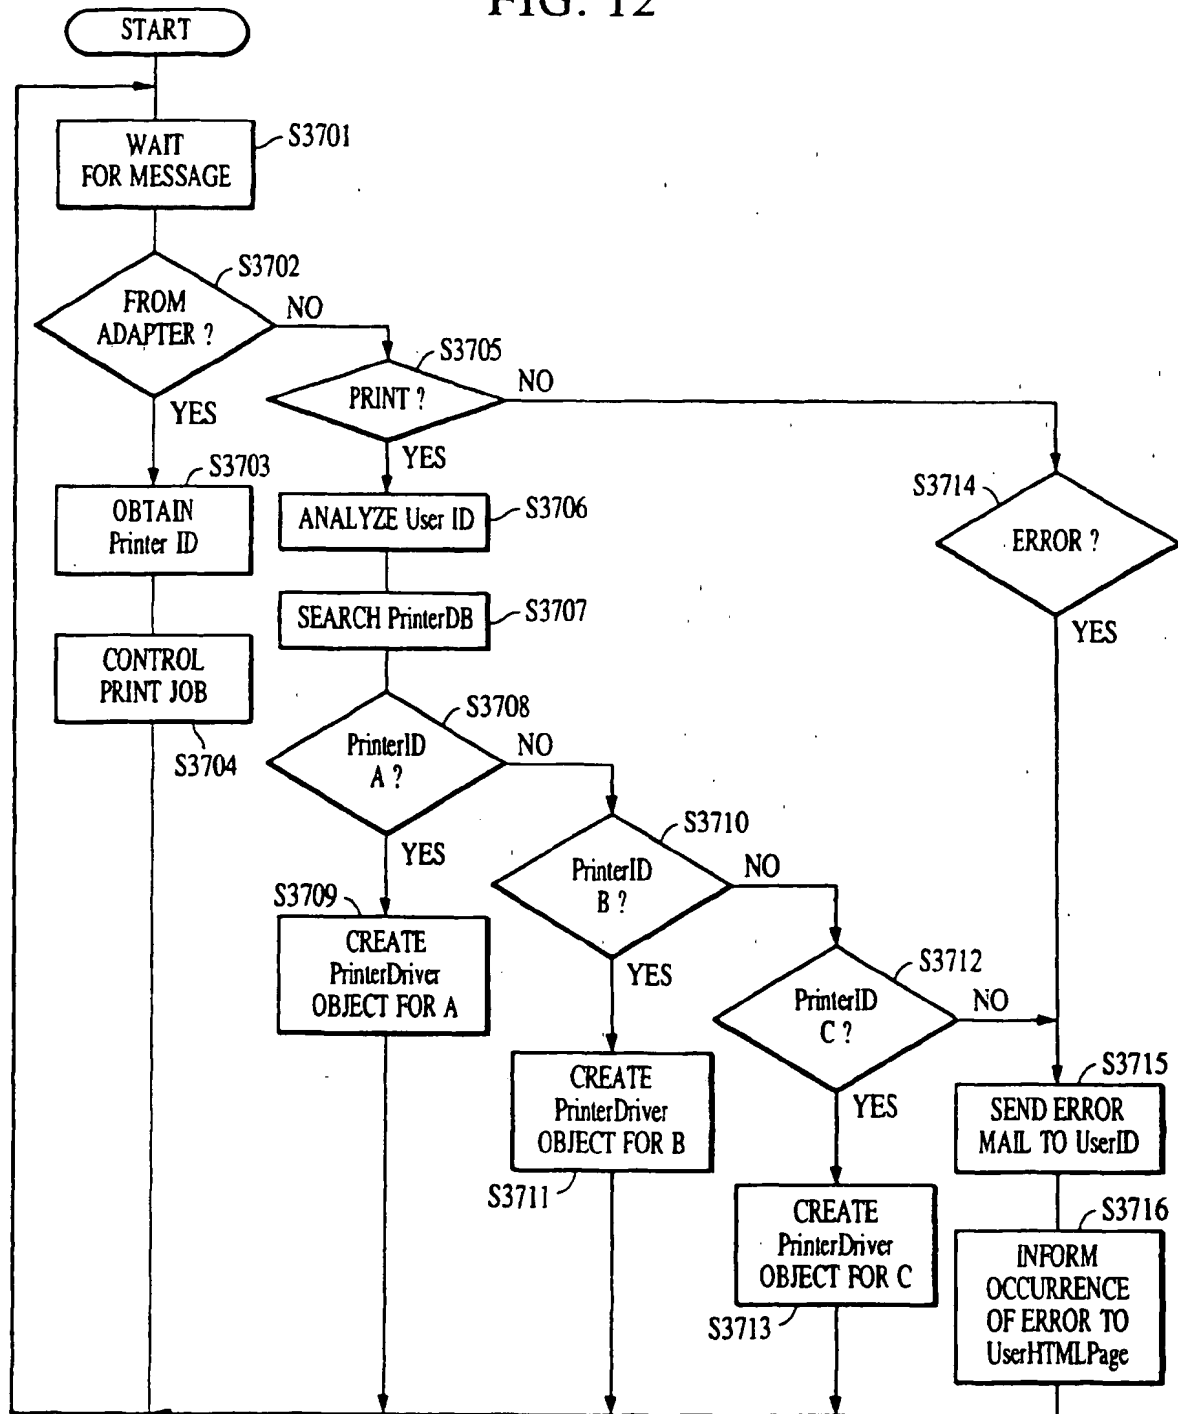 FIG. 12
START
WAIT
FOR MESSAGE
S3701
FROM
ADAPTER ?
S3702
NO
YES
OBTAIN
Printer ID
S3703
CONTROL
PRINT JOB
S3704
PRINT ?
S3705
NO
YES
ANALYZE User ID
S3706
SEARCH PrinterDB
S3707
PrinterID
A ?
S3708
NO
YES
S3709
CREATE
PrinterDriver
OBJECT FOR A
PrinterID
B ?
S3710
NO
YES
CREATE
PrinterDriver
OBJECT FOR B
S3711
PrinterID
C ?
S3712
NO
YES
CREATE
PrinterDriver
OBJECT FOR C
S3713
S3714
ERROR ?
YES
S3715
SEND ERROR
MAIL TO UserID
S3716
INFORM
OCCURRENCE
OF ERROR TO
UserHTMLPage